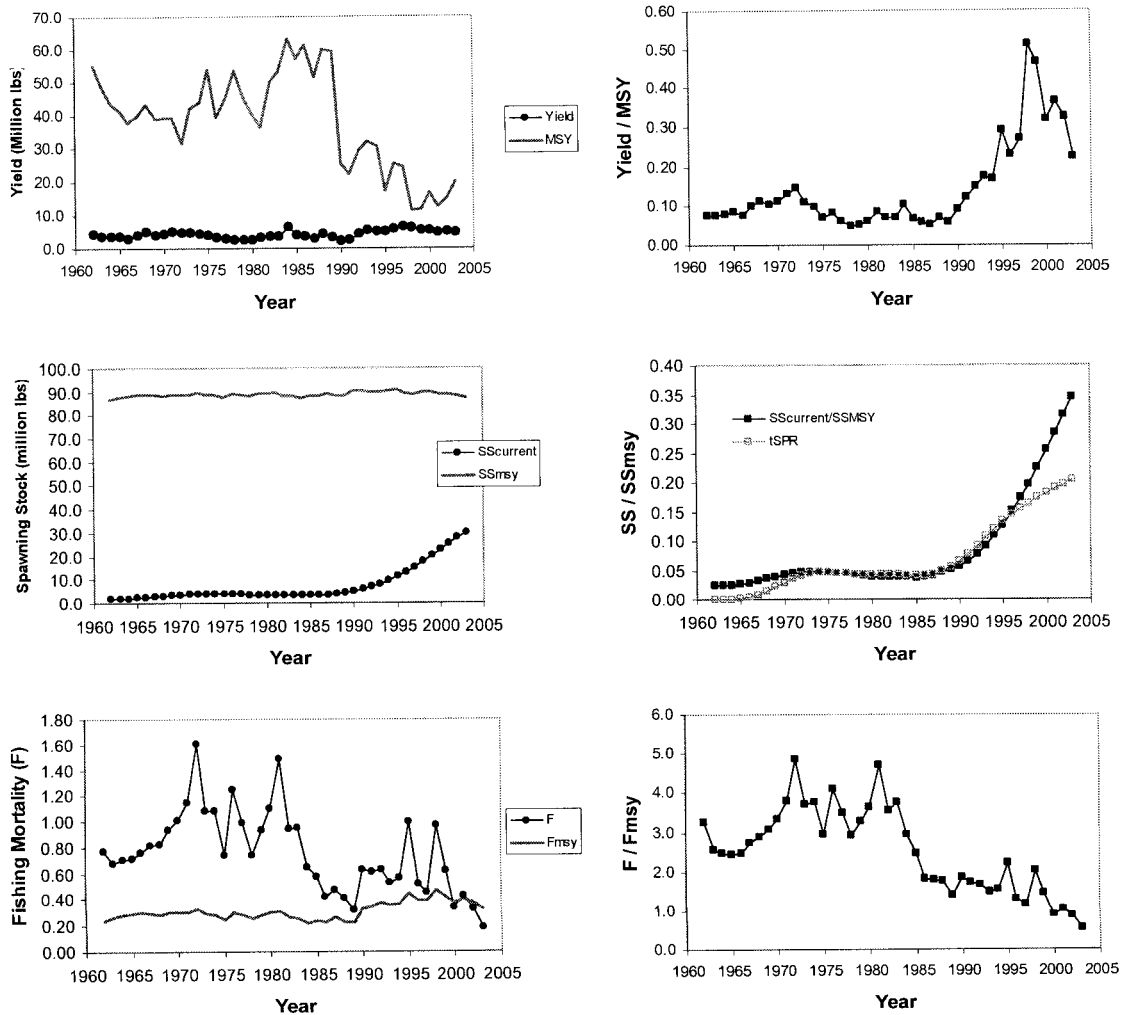 70.0
60.0
50.0
40.0
30.0
20.0
10.0
0.0
Yield (Million lbs)
1960 1965 1970 1975 1980 1985 1990 1995 2000 2005
Year
Yield
MSY
0.60
0.50
0.40
0.30
0.20
0.10
0.00
Yield / MSY
1960 1965 1970 1975 1980 1985 1990 1995 2000 2005
Year
100.0
90.0
80.0
70.0
60.0
50.0
40.0
30.0
20.0
10.0
0.0
Spawning Stock (million lbs)
1960 1965 1970 1975 1980 1985 1990 1995 2000 2005
Year
SScurrent
SSmsy
0.40
0.35
0.30
0.25
0.20
0.15
0.10
0.05
0.00
SS / SSmsy
SScurrent/SSMSY
tSPR
1960 1965 1970 1975 1980 1985 1990 1995 2000 2005
Year
1.80
1.60
1.40
1.20
1.00
0.80
0.60
0.40
0.20
0.00
Fishing Mortality (F)
1960 1965 1970 1975 1980 1985 1990 1995 2000 2005
Year
F
Fmsy
6.0
5.0
4.0
3.0
2.0
1.0
0.0
F / Fmsy
1960 1965 1970 1975 1980 1985 1990 1995 2000 2005
Year